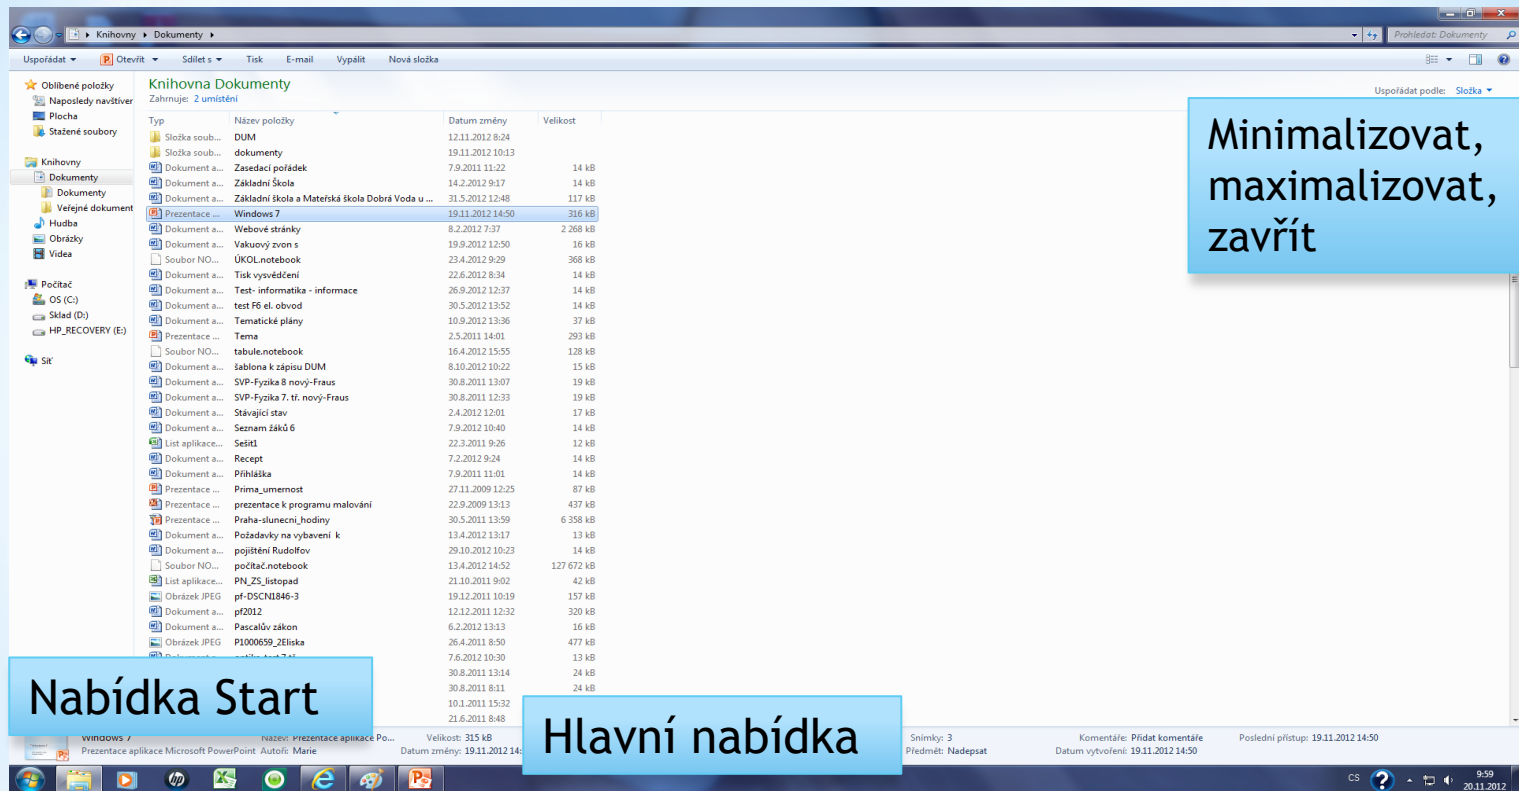 Knihovny ▸ Dokumenty ▸
Prohledat: Dokumenty
Uspořádat Otevřít Sdílet s Tisk E-mail Vypálit Nová složka
Oblíbené položky
Naposledy navštíver
Plocha
Stažené soubory
Knihovny
Dokumenty
Dokumenty
Veřejné dokument
Hudba
Obrázky
Videa
Počítač
OS (C:)
Sklad (D:)
HP_RECOVERY (E:)
Síť
Knihovna Dokumenty
Zahrnuje: 2 umístění
Uspořádat podle: Složka
Typ Název položky Datum změny Velikost
Složka soub... DUM 12.11.2012 8:24
Složka soub... dokumenty 19.11.2012 10:13
Dokument a... Zasedací pořádek 7.9.2011 11:22 14 kB
Dokument a... Základní Škola 14.2.2012 9:17 14 kB
Dokument a... Základní škola a Mateřská škola Dobrá Voda u ... 31.5.2012 12:48 117 kB
Prezentace ... Windows 7 19.11.2012 14:50 316 kB
Dokument a... Webové stránky 8.2.2012 7:37 2 268 kB
Dokument a... Vakuový zvon s 19.9.2012 12:50 16 kB
Soubor NO... ÚKOL.notebook 23.4.2012 9:29 368 kB
Dokument a... Tisk vysvědčení 22.6.2012 8:34 14 kB
Dokument a... Test- informatika - informace 26.9.2012 12:37 14 kB
Dokument a... test F6 el. obvod 30.5.2012 13:52 14 kB
Dokument a... Tematické plány 10.9.2012 13:36 37 kB
Prezentace ... Tema 2.5.2011 14:01 293 kB
Soubor NO... tabule.notebook 16.4.2012 15:55 128 kB
Dokument a... šablona k zápisu DUM 8.10.2012 10:22 15 kB
Dokument a... SVP-Fyzika 8 nový-Fraus 30.8.2011 13:07 19 kB
Dokument a... SVP-Fyzika 7. tř. nový-Fraus 30.8.2011 12:33 19 kB
Dokument a... Stávající stav 2.4.2012 12:01 17 kB
Dokument a... Seznam žáků 6 7.9.2012 10:40 14 kB
List aplikace... Sešit1 22.3.2011 9:26 12 kB
Dokument a... Recept 7.2.2012 9:24 14 kB
Dokument a... Přihláška 7.9.2011 11:01 14 kB
Prezentace ... Prima_umernost 27.11.2009 12:25 87 kB
Prezentace ... prezentace k programu malování 22.9.2009 13:13 437 kB
Prezentace ... Praha-slunecni_hodiny 30.5.2011 13:59 6 358 kB
Dokument a... Požadavky na vybavení k 13.4.2012 13:17 13 kB
Dokument a... pojištění Rudolfov 29.10.2012 10:23 14 kB
Soubor NO... počítač.notebook 13.4.2012 14:52 127 672 kB
List aplikace... PN_ZS_listopad 21.10.2011 9:02 42 kB
Obrázek JPEG pf-DSCN1846-3 19.12.2011 10:19 157 kB
Dokument a... pf2012 12.12.2011 12:32 320 kB
Dokument a... Pascalův zákon 6.2.2012 13:13 16 kB
Obrázek JPEG P1000659_2Eliska 26.4.2011 8:50 477 kB
7.6.2012 10:30 13 kB
30.8.2011 13:14 24 kB
30.8.2011 8:11 24 kB
10.1.2011 15:32
21.6.2011 8:48
Minimalizovat,
maximalizovat,
zavřít
Nabídka Start
Hlavní nabídka
Windows 7 Název: Prezentace aplikace Po... Velikost: 315 kB Snímky: 3 Komentáře: Přidat komentáře Poslední přístup: 19.11.2012 14:50
Prezentace aplikace Microsoft PowerPoint Autoři: Marie Datum změny: 19.11.2012 14: Předmět: Nadepsat Datum vytvoření: 19.11.2012 14:50
CS 9:59
20.11.2012